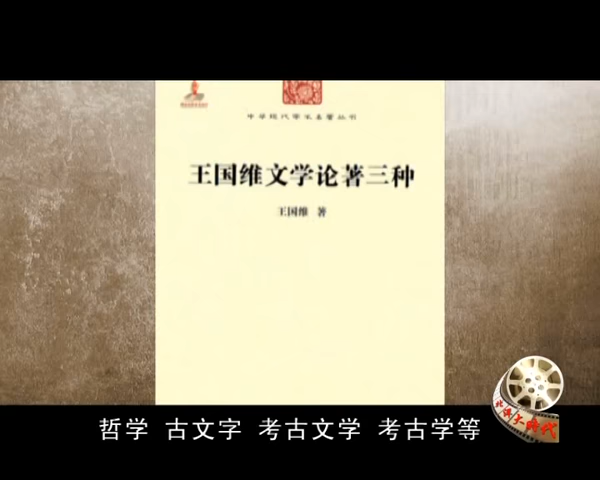 中华现代学术名著丛书
王国维文学论著三种
王国维 著
哲学 古文字 考古文学 考古学等